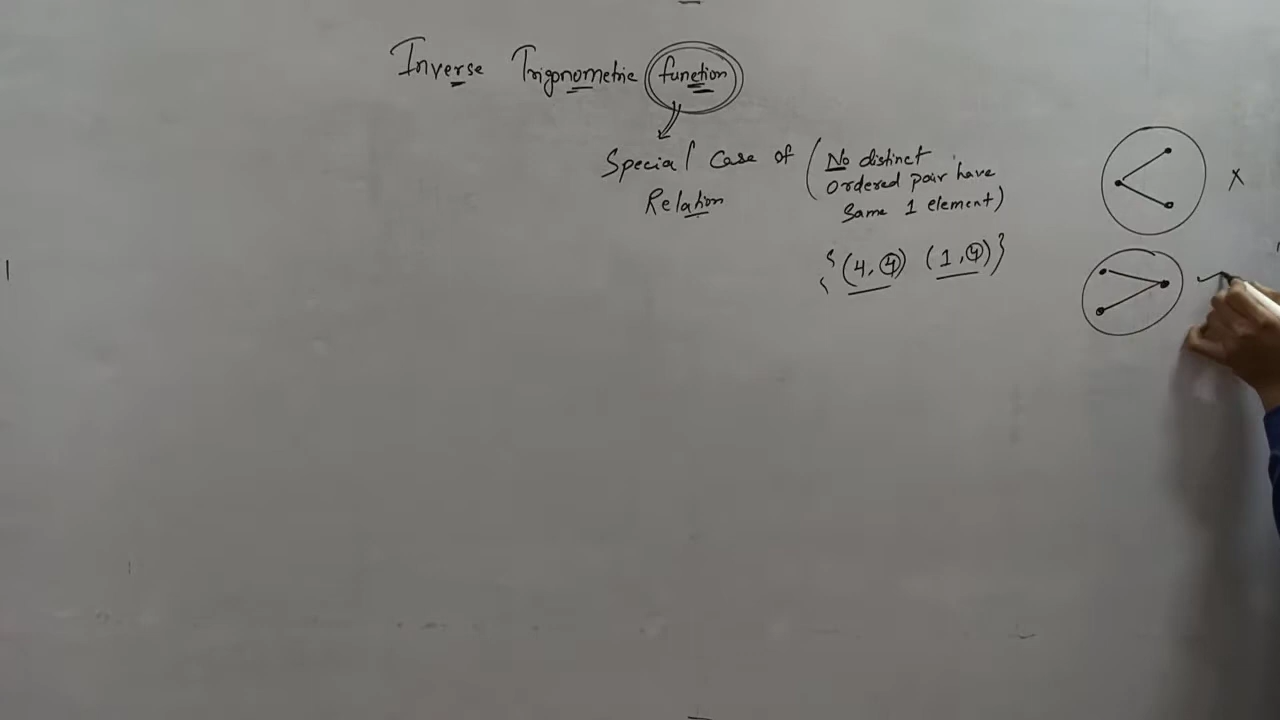 Inverse Trigonometric function
Special Case of
Relation
(No distinct
Ordered pair have
Same 1 element)
{(4, 4) (1, 4)}